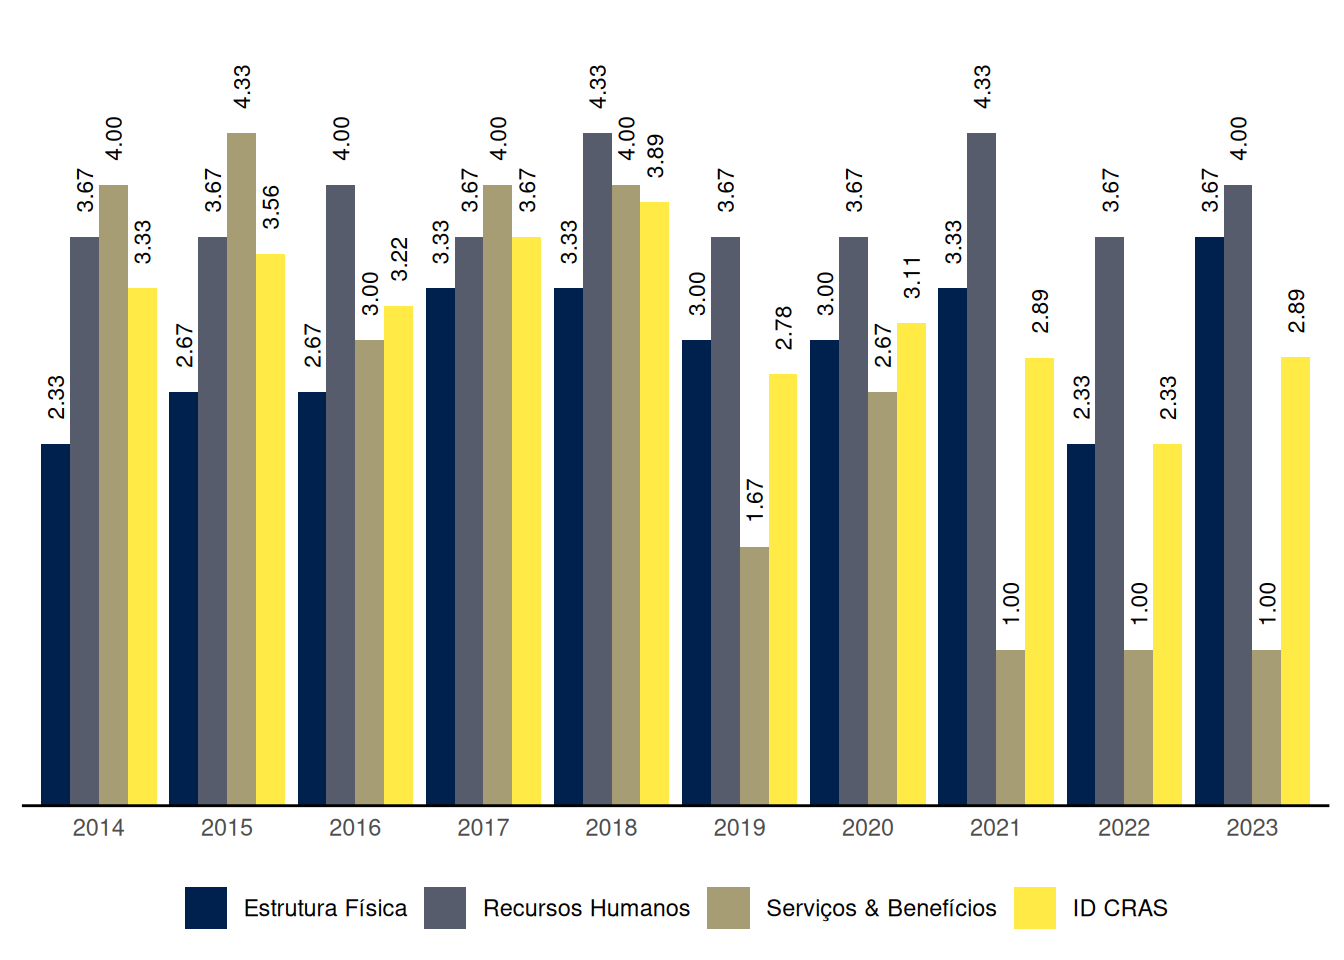 2.33 3.67 4.00 3.33
2.67 3.67 4.33 3.56
2.67 4.00 3.00 3.22
3.33 3.67 4.00 3.67
3.33 4.33 4.00 3.89
3.00 3.67 1.67 2.78
3.00 3.67 2.67 3.11
3.33 4.33 1.00 2.89
2.33 3.67 1.00 2.33
3.67 4.00 1.00 2.89
2014 2015 2016 2017 2018 2019 2020 2021 2022 2023
Estrutura Física Recursos Humanos Serviços & Benefícios ID CRAS